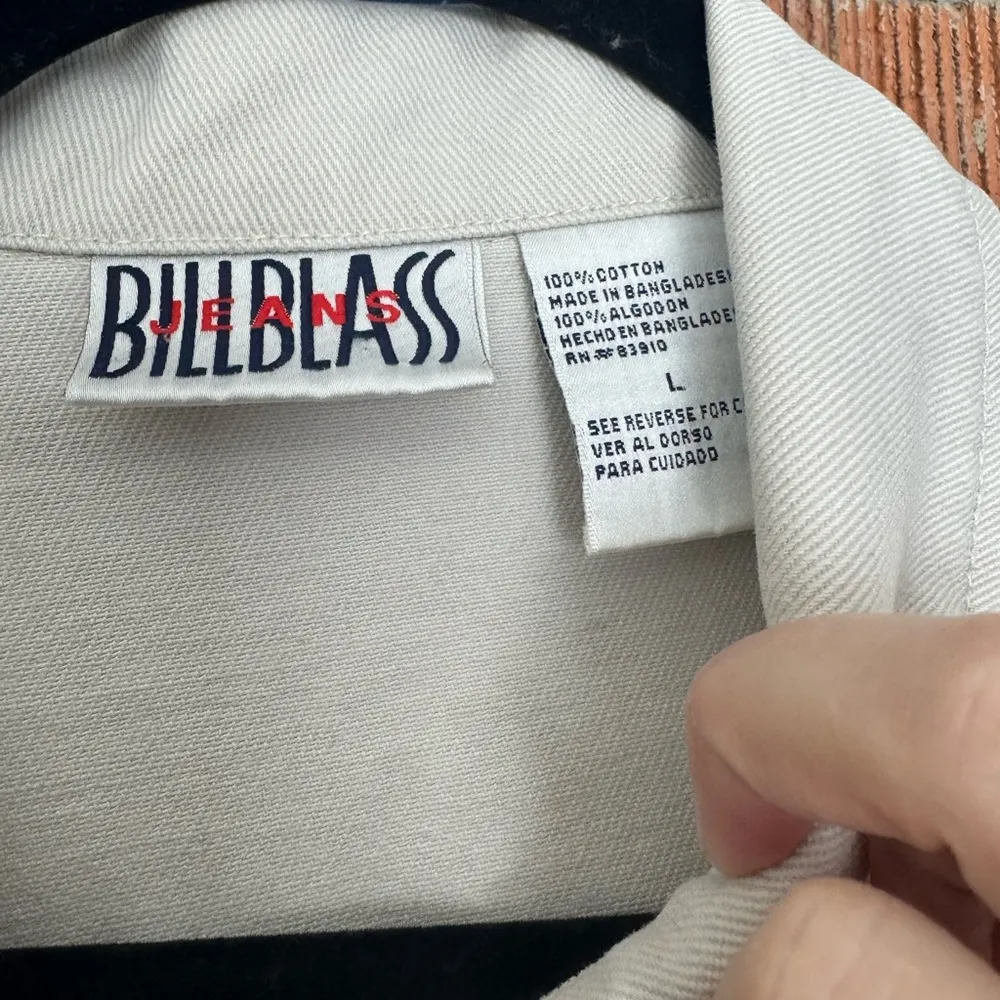 BILLBLASS
JEANS
100% COTTON
MADE IN BANGLADES
100% ALGODON
HECHO EN BANGLADE
RN# 83910
L
SEE REVERSE FOR C
VER AL DORSO
PARA CUIDADO